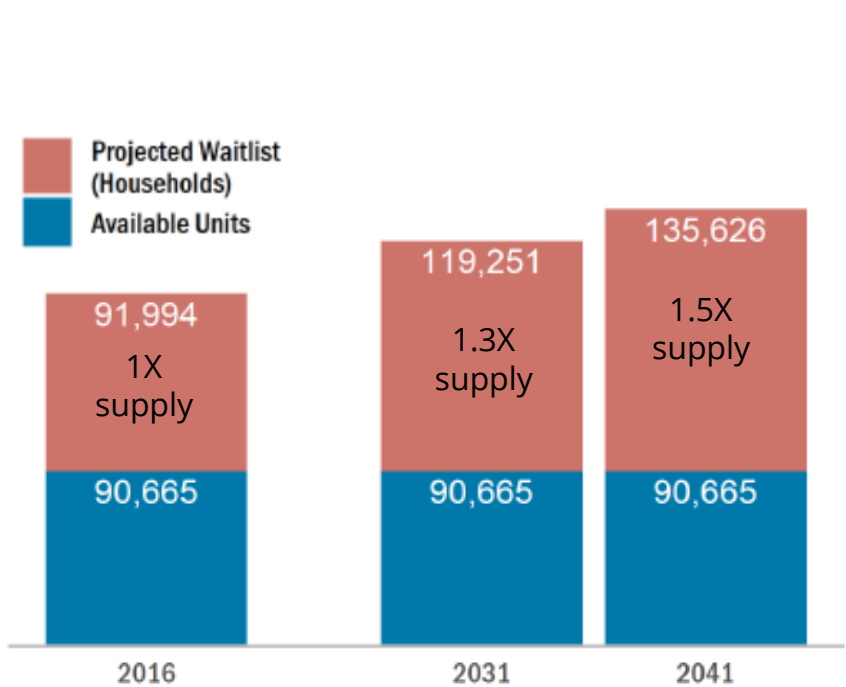 Projected Waitlist
(Households)
Available Units
91,994
1X
supply
90,665
119,251
1.3X
supply
90,665
135,626
1.5X
supply
90,665
2016
2031
2041